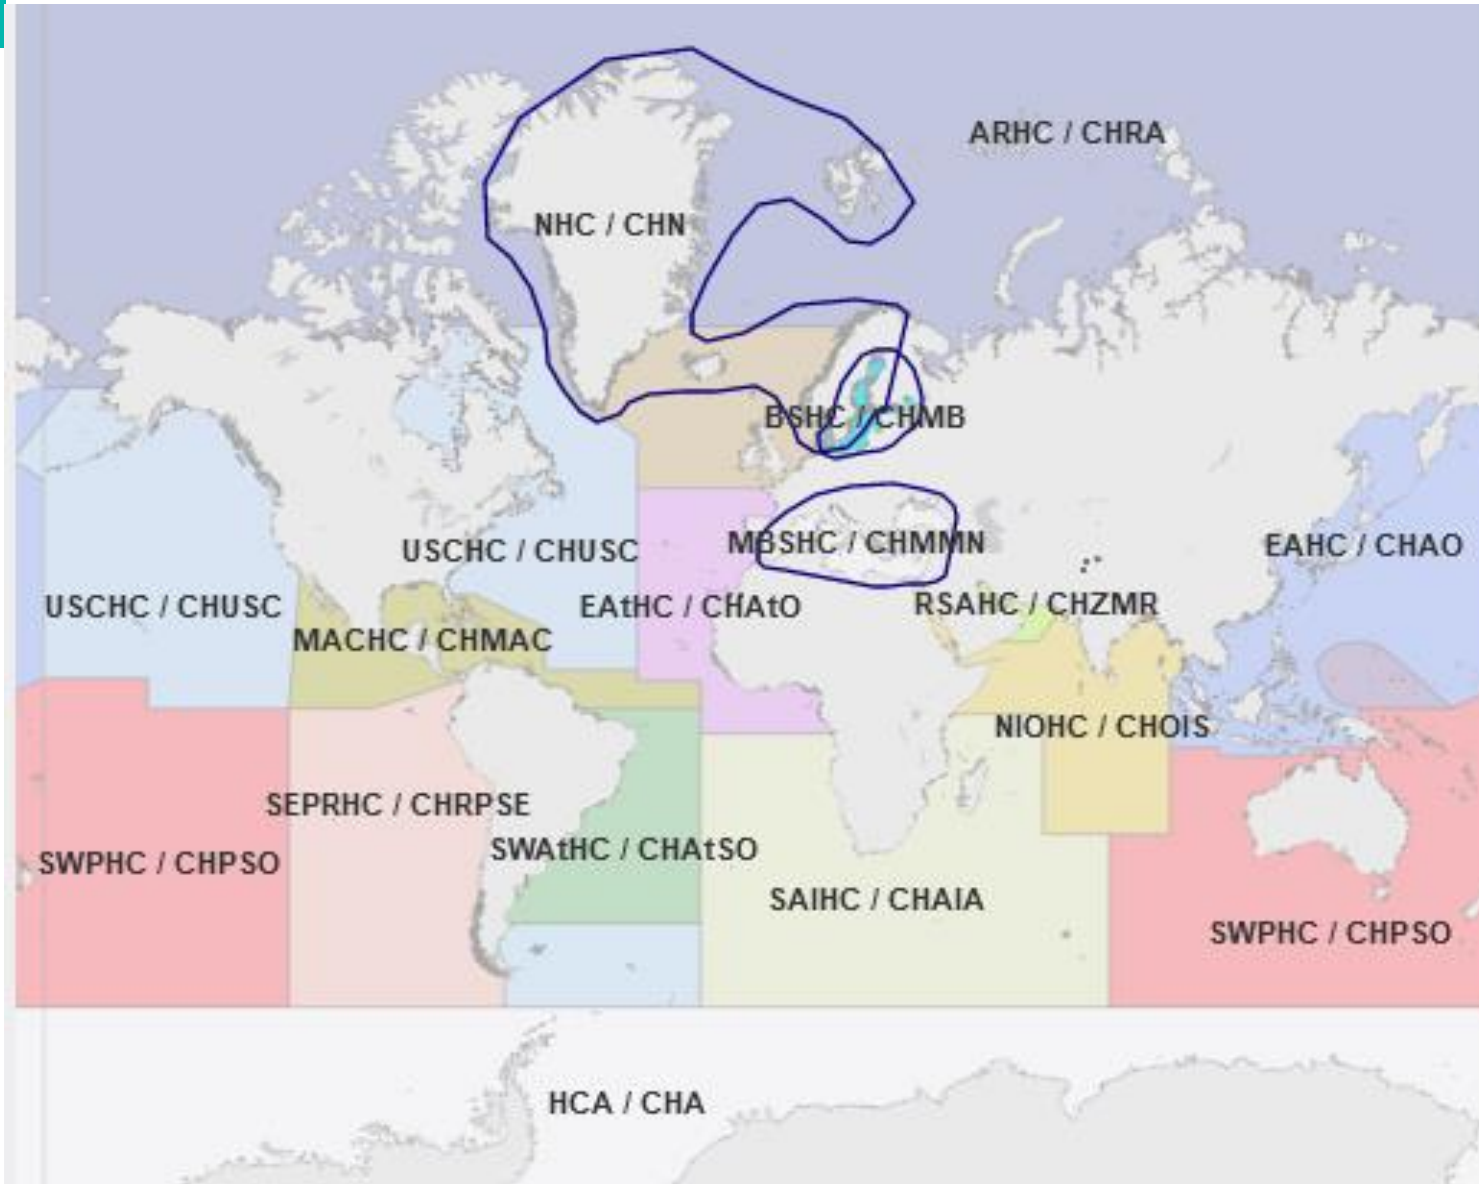 ARHC / CHRA
NHC / CHN
BSHC / CHMB
MBSHC / CHMMN
EAHC / CHAO
USCHC / CHUSC
USCHC / CHUSC
EAtHC / CHAtO
RSAHC / CHZMR
MACHC / CHMAC
NIOHC / CHOIS
SEPRHC / CHRPSE
SWAtHC / CHAtSO
SWPHC / CHPSO
SAIHC / CHAIA
SWPHC / CHPSO
HCA / CHA